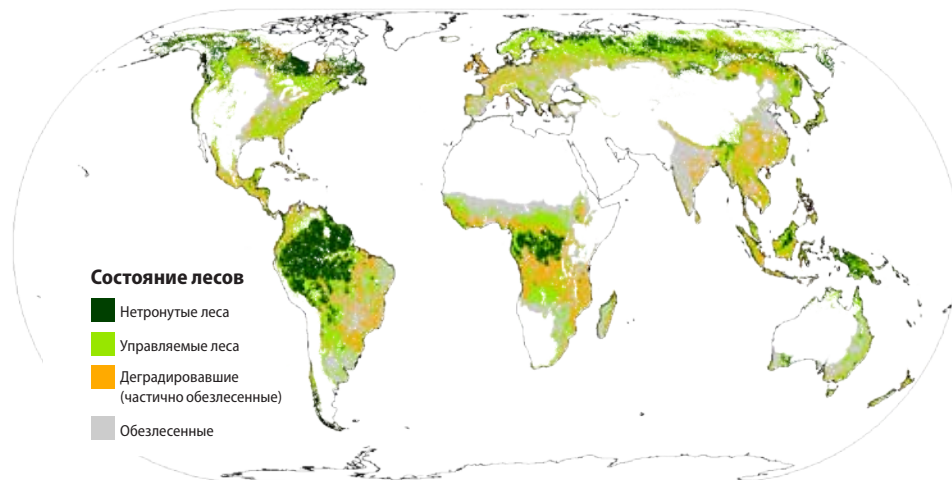 Состояние лесов
Нетронутые леса
Управляемые леса
Деградировавшие
(частично обезлесенные)
Обезлесенные